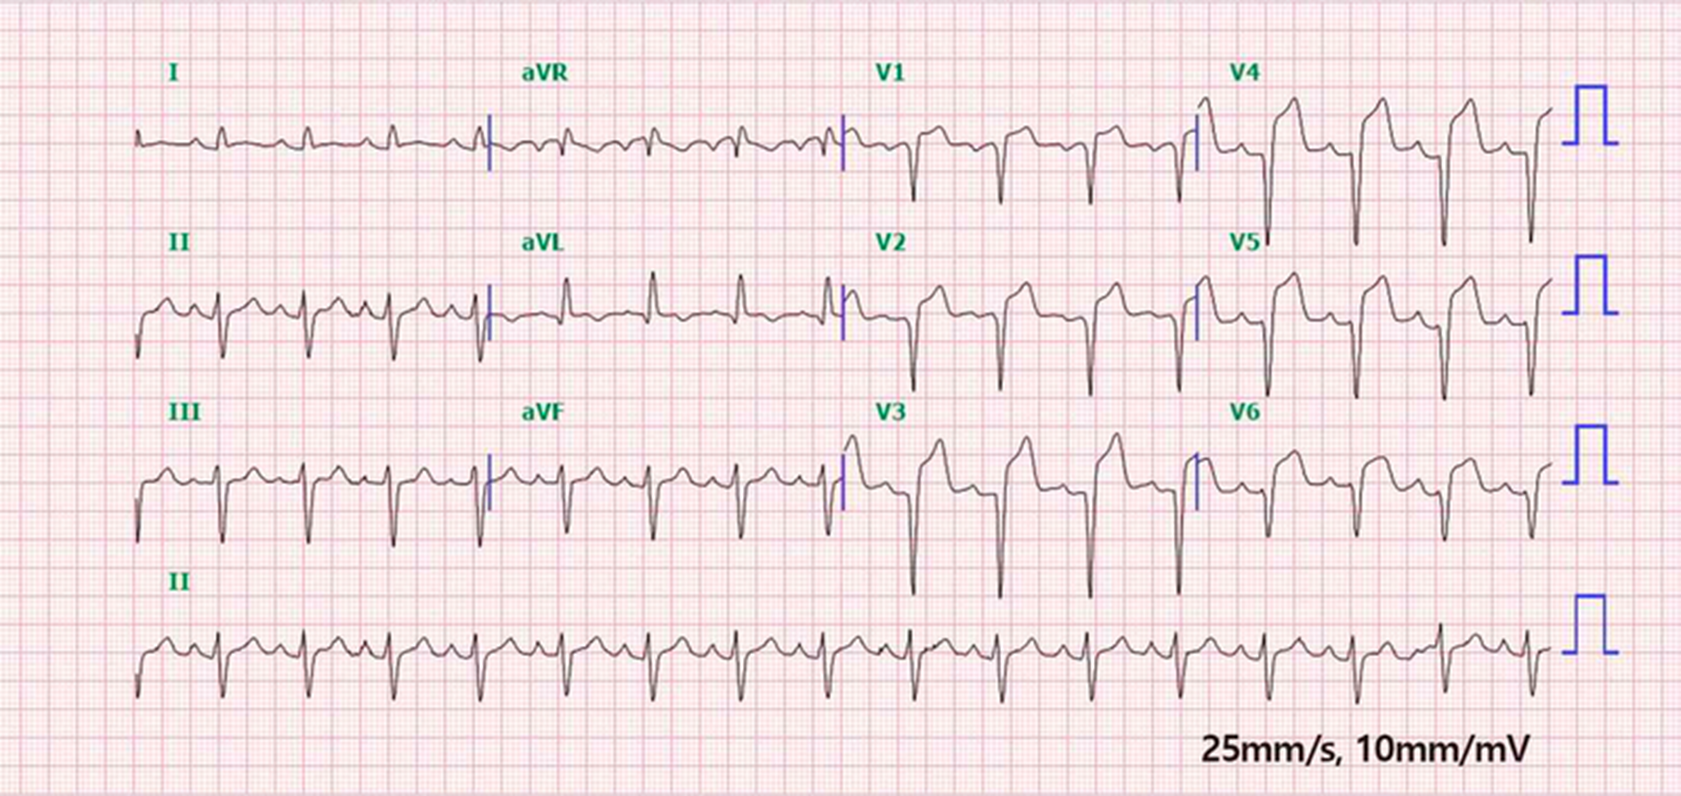 I aVR V1 V4
II aVL V2 V5
III aVF V3 V6
II
25mm/s, 10mm/mV